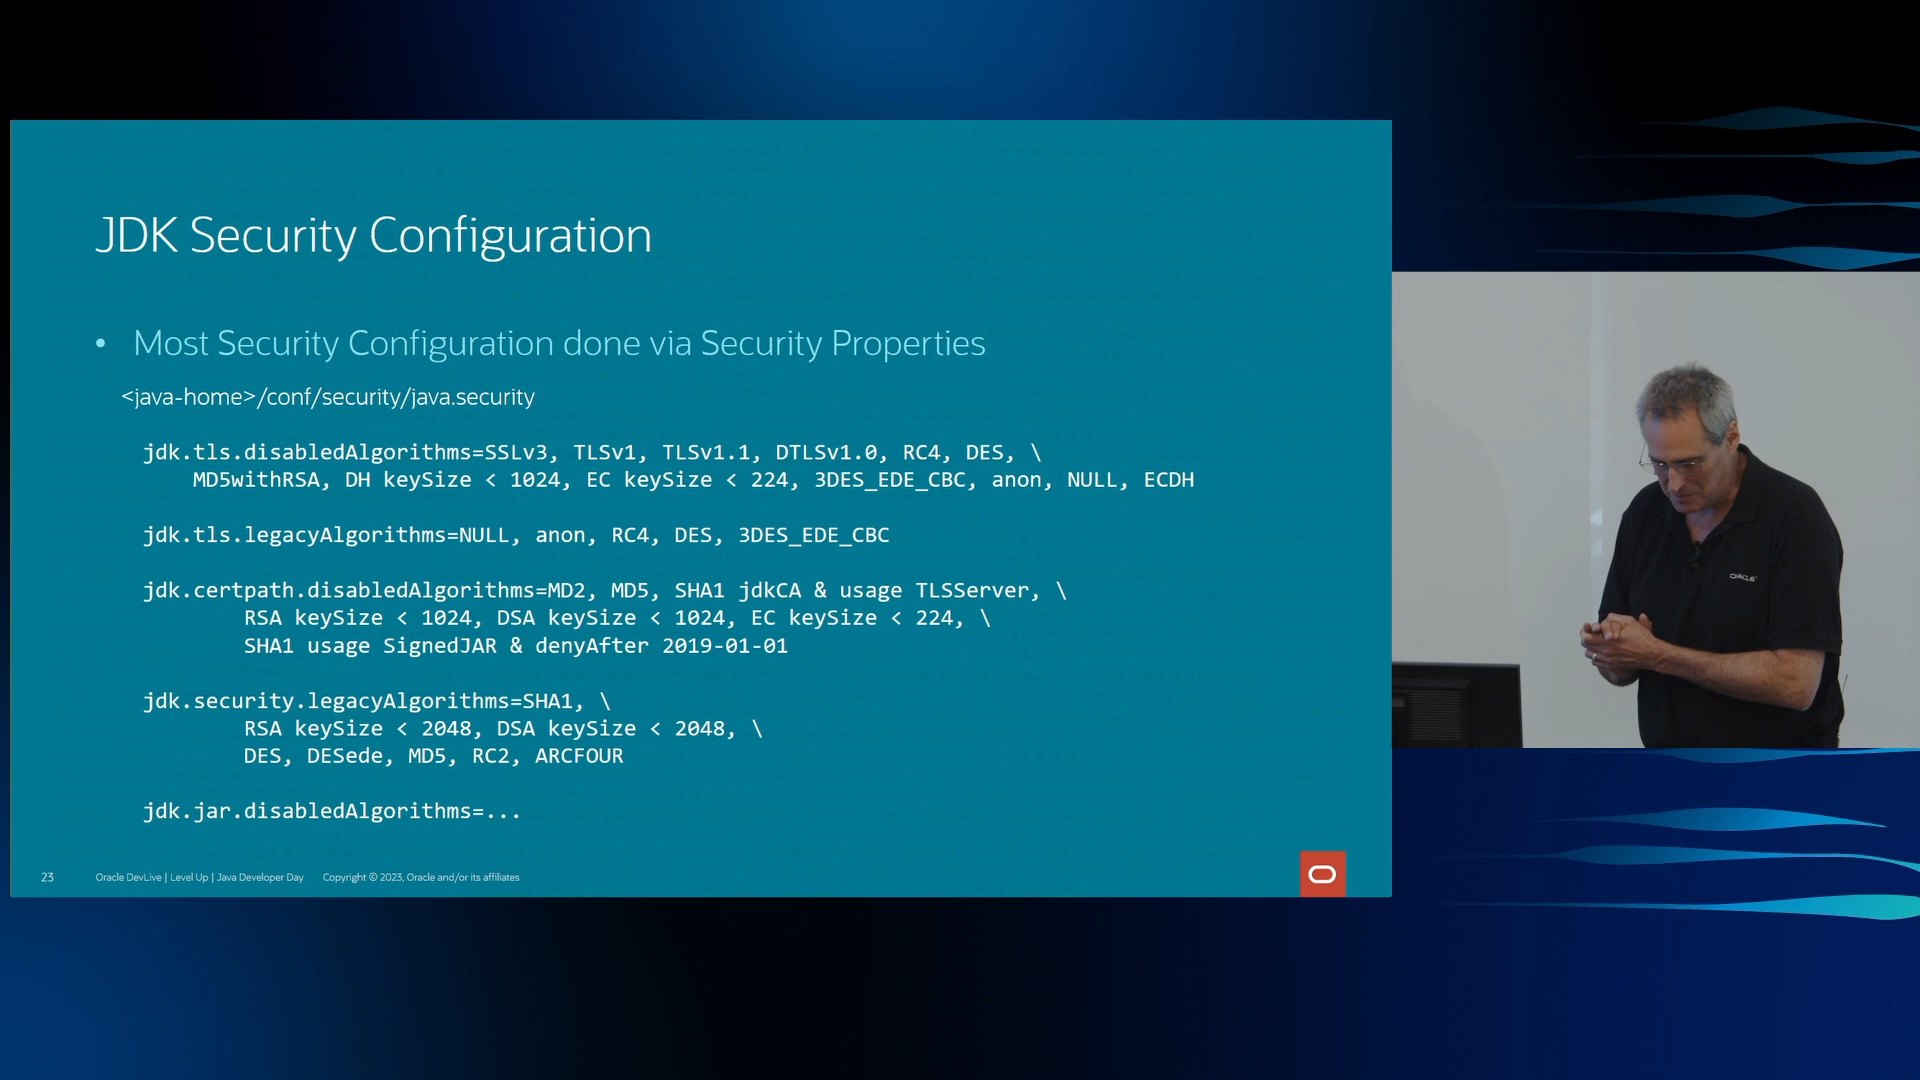 JDK Security Configuration
• Most Security Configuration done via Security Properties
<java-home>/conf/security/java.security
jdk.tls.disabledAlgorithms=SSLv3, TLSv1, TLSv1.1, DTLSv1.0, RC4, DES, \
MD5withRSA, DH keySize < 1024, EC keySize < 224, 3DES_EDE_CBC, anon, NULL, ECDH
jdk.tls.legacyAlgorithms=NULL, anon, RC4, DES, 3DES_EDE_CBC
jdk.certpath.disabledAlgorithms=MD2, MD5, SHA1 jdkCA & usage TLSServer, \
RSA keySize < 1024, DSA keySize < 1024, EC keySize < 224, \
SHA1 usage SignedJAR & denyAfter 2019-01-01
jdk.security.legacyAlgorithms=SHA1, \
RSA keySize < 2048, DSA keySize < 2048, \
DES, DESede, MD5, RC2, ARCFOUR
jdk.jar.disabledAlgorithms=...
23 Oracle DevLive | Level Up | Java Developer Day Copyright © 2023, Oracle and/or its affiliates
ORACLE